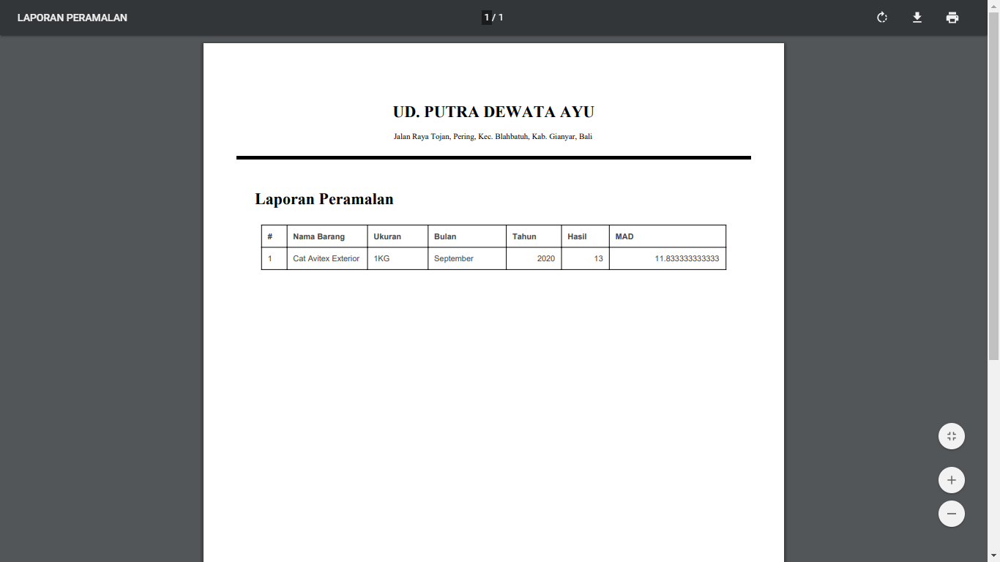 LAPORAN PERAMALAN
1 / 1
UD. PUTRA DEWATA AYU
Jalan Raya Tojan, Pering, Kec. Blahbatuh, Kab. Gianyar, Bali
Laporan Peramalan
# Nama Barang Ukuran Bulan Tahun Hasil MAD
1 Cat Avitex Exterior 1KG September 2020 13 11.833333333333